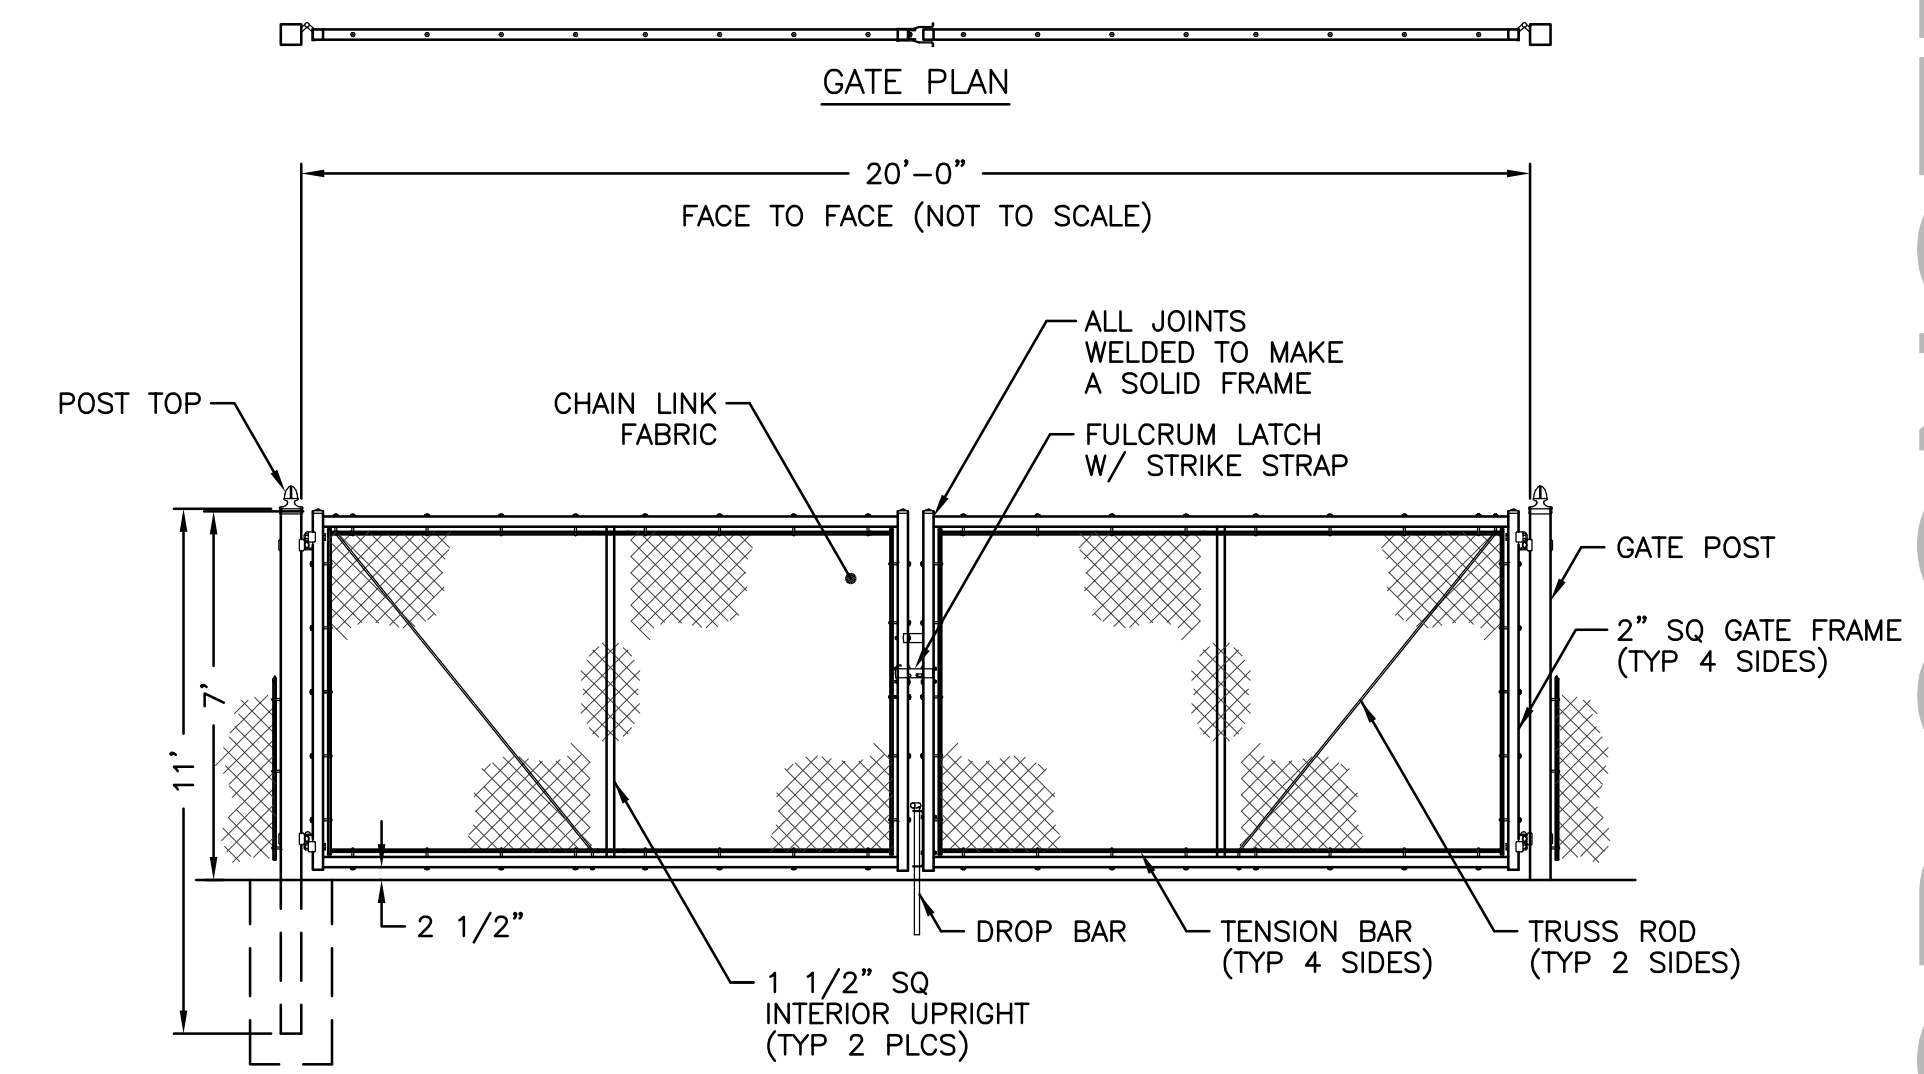 GATE PLAN
20'-0"
FACE TO FACE (NOT TO SCALE)
ALL JOINTS
WELDED TO MAKE
A SOLID FRAME
POST TOP
CHAIN LINK
FABRIC
FULCRUM LATCH
W/ STRIKE STRAP
GATE POST
2" SQ GATE FRAME
(TYP 4 SIDES)
7'
11'
2 1/2"
DROP BAR
TENSION BAR
(TYP 4 SIDES)
TRUSS ROD
(TYP 2 SIDES)
1 1/2" SQ
INTERIOR UPRIGHT
(TYP 2 PLCS)